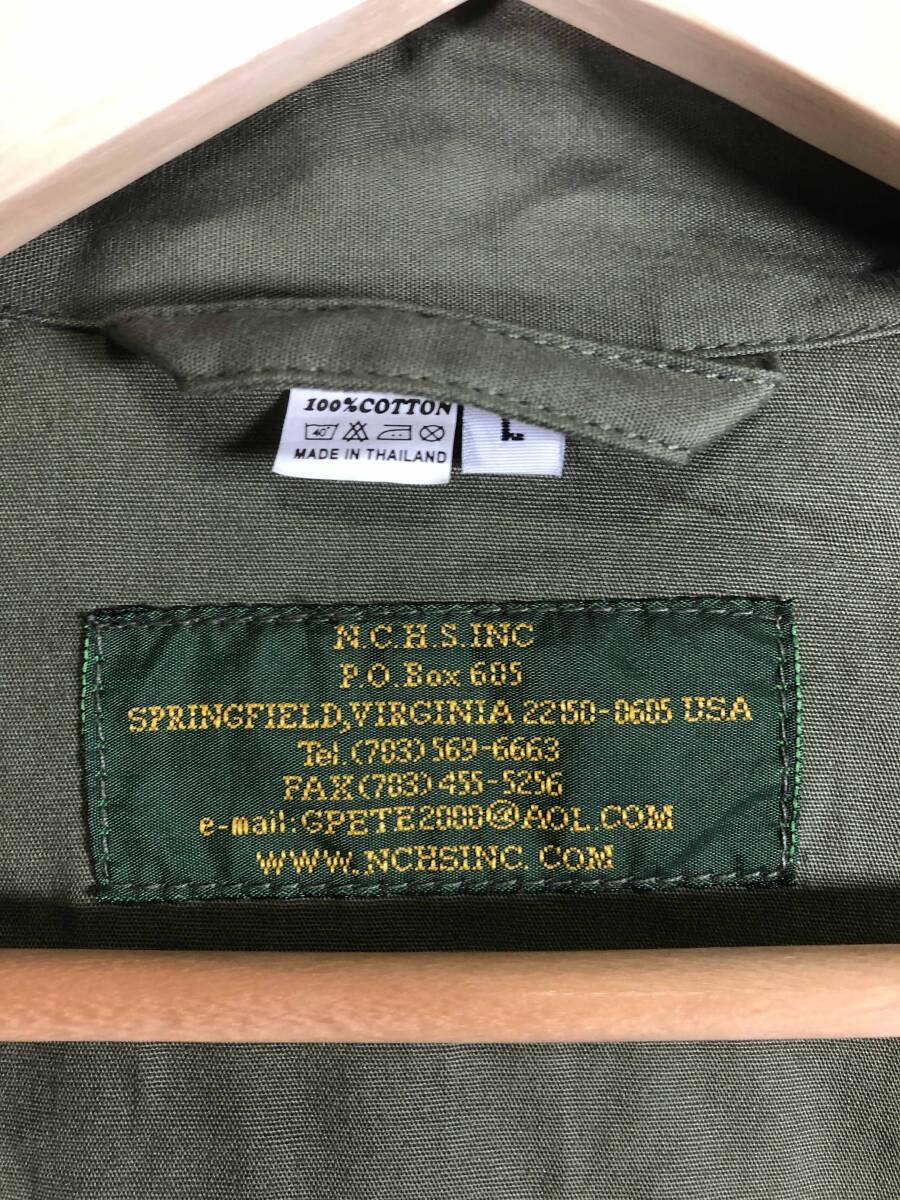 100%COTTON
40°
MADE IN THAILAND
L
N.C.H.S.INC
P.O.Box 605
SPRINGFIELD,VIRGINIA 22150-0605 USA
Tel.(703) 569-6663
FAX(703) 455-5256
e-mail:GPETE2000@AOL.COM
WWW.NCHSINC.COM